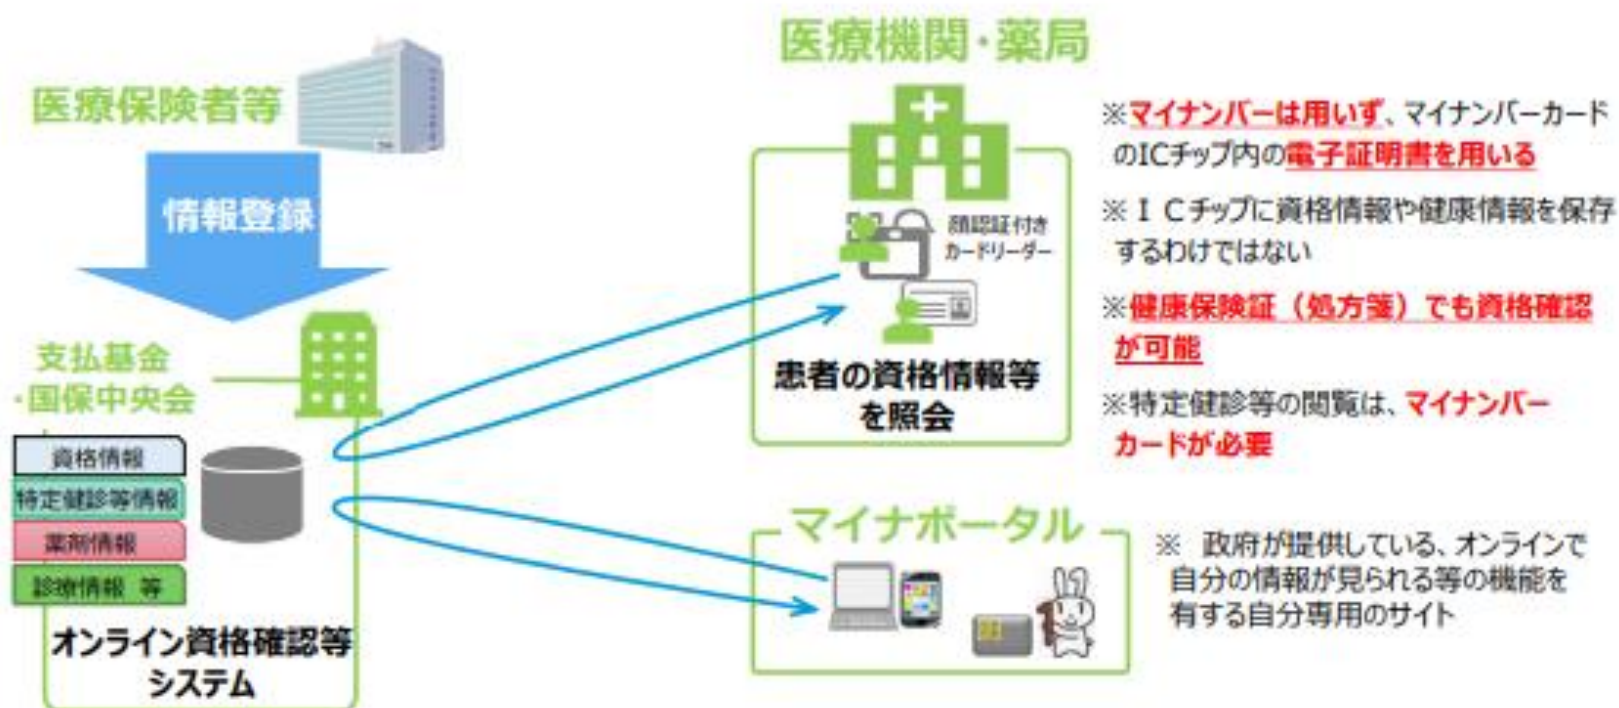 医療保険者等
情報登録
支払基金
・国保中央会
資格情報
特定健診等情報
薬剤情報
診療情報 等
オンライン資格確認等
システム
医療機関・薬局
顔認証付き
カードリーダー
患者の資格情報等
を照会
※マイナンバーは用いず、マイナンバーカード
のICチップ内の電子証明書を用いる
※ＩＣチップに資格情報や健康情報を保存
するわけではない
※健康保険証（処方箋）でも資格確認
が可能
※特定健診等の閲覧は、マイナンバー
カードが必要
マイナポータル
※ 政府が提供している、オンラインで
自分の情報が見られる等の機能を
有する自分専用のサイト